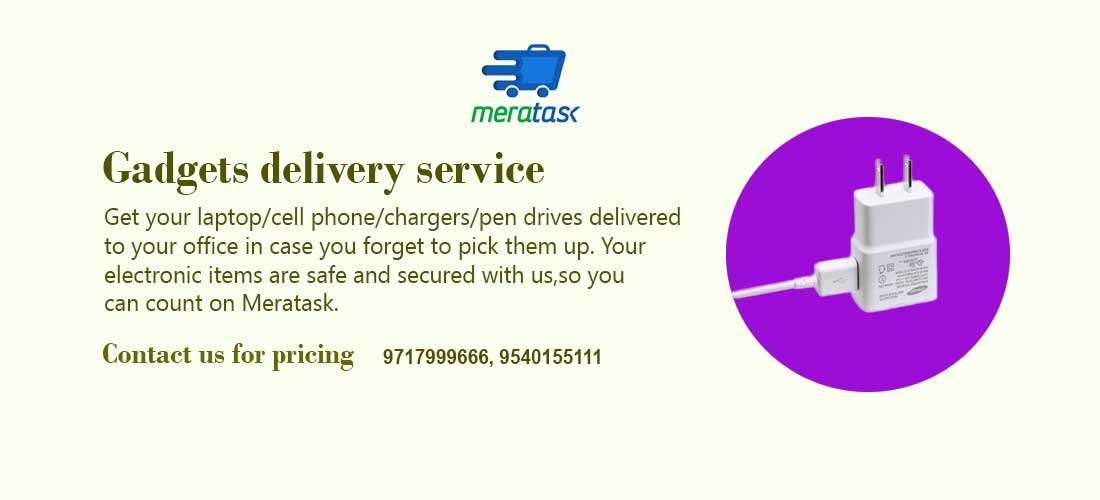 meratask
Gadgets delivery service
Get your laptop/cell phone/chargers/pen drives delivered
to your office in case you forget to pick them up. Your
electronic items are safe and secured with us,so you
can count on Meratask.
Contact us for pricing 9717999666, 9540155111
SAMSUNG